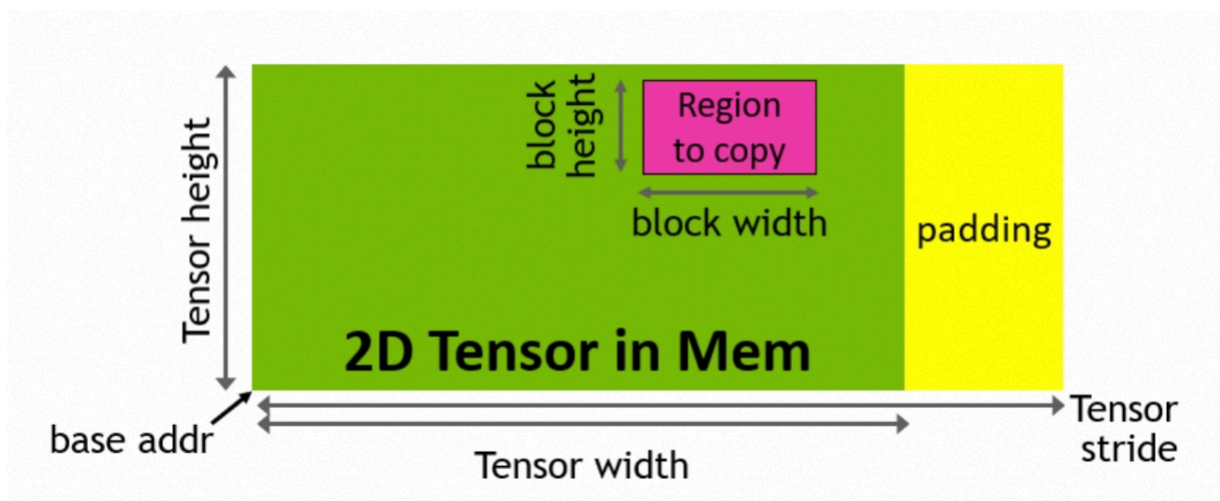 Tensor height
block
height
Region
to copy
block width
padding
2D Tensor in Mem
base addr
Tensor
stride
Tensor width